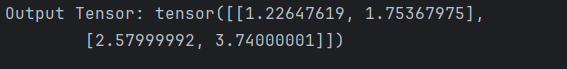 Output Tensor: tensor([[1.22647619, 1.75367975],
[2.57999992, 3.74000001]])